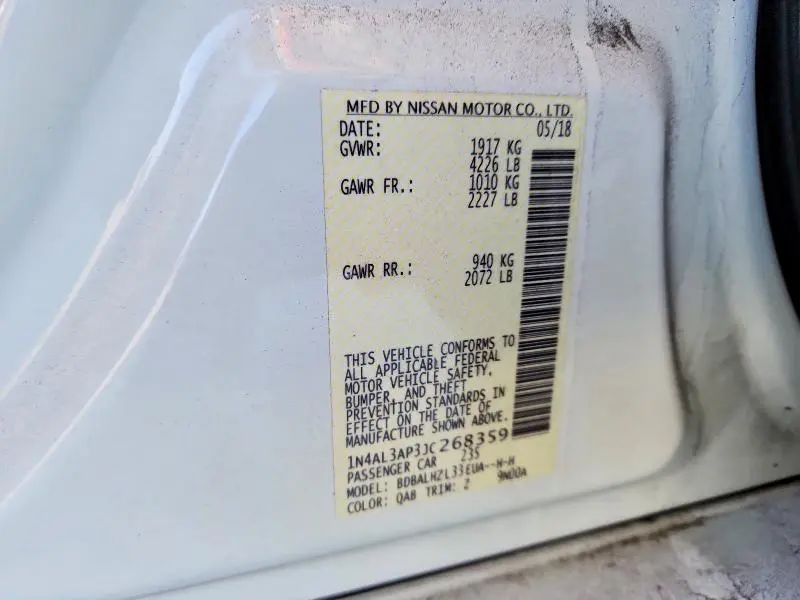 MFD BY NISSAN MOTOR CO., LTD.
DATE: 05/18
GVWR: 1917 KG
4226 LB
GAWR FR.: 1010 KG
2227 LB
GAWR RR.: 940 KG
2072 LB
THIS VEHICLE CONFORMS TO
ALL APPLICABLE FEDERAL
MOTOR VEHICLE SAFETY,
BUMPER, AND THEFT
PREVENTION STANDARDS IN
EFFECT ON THE DATE OF
MANUFACTURE SHOWN ABOVE.
1N4AL3AP3JC268359
PASSENGER CAR 23S
MODEL: BDBALHZL33EUA--H-H
COLOR: QAB TRIM: Z 9N00A